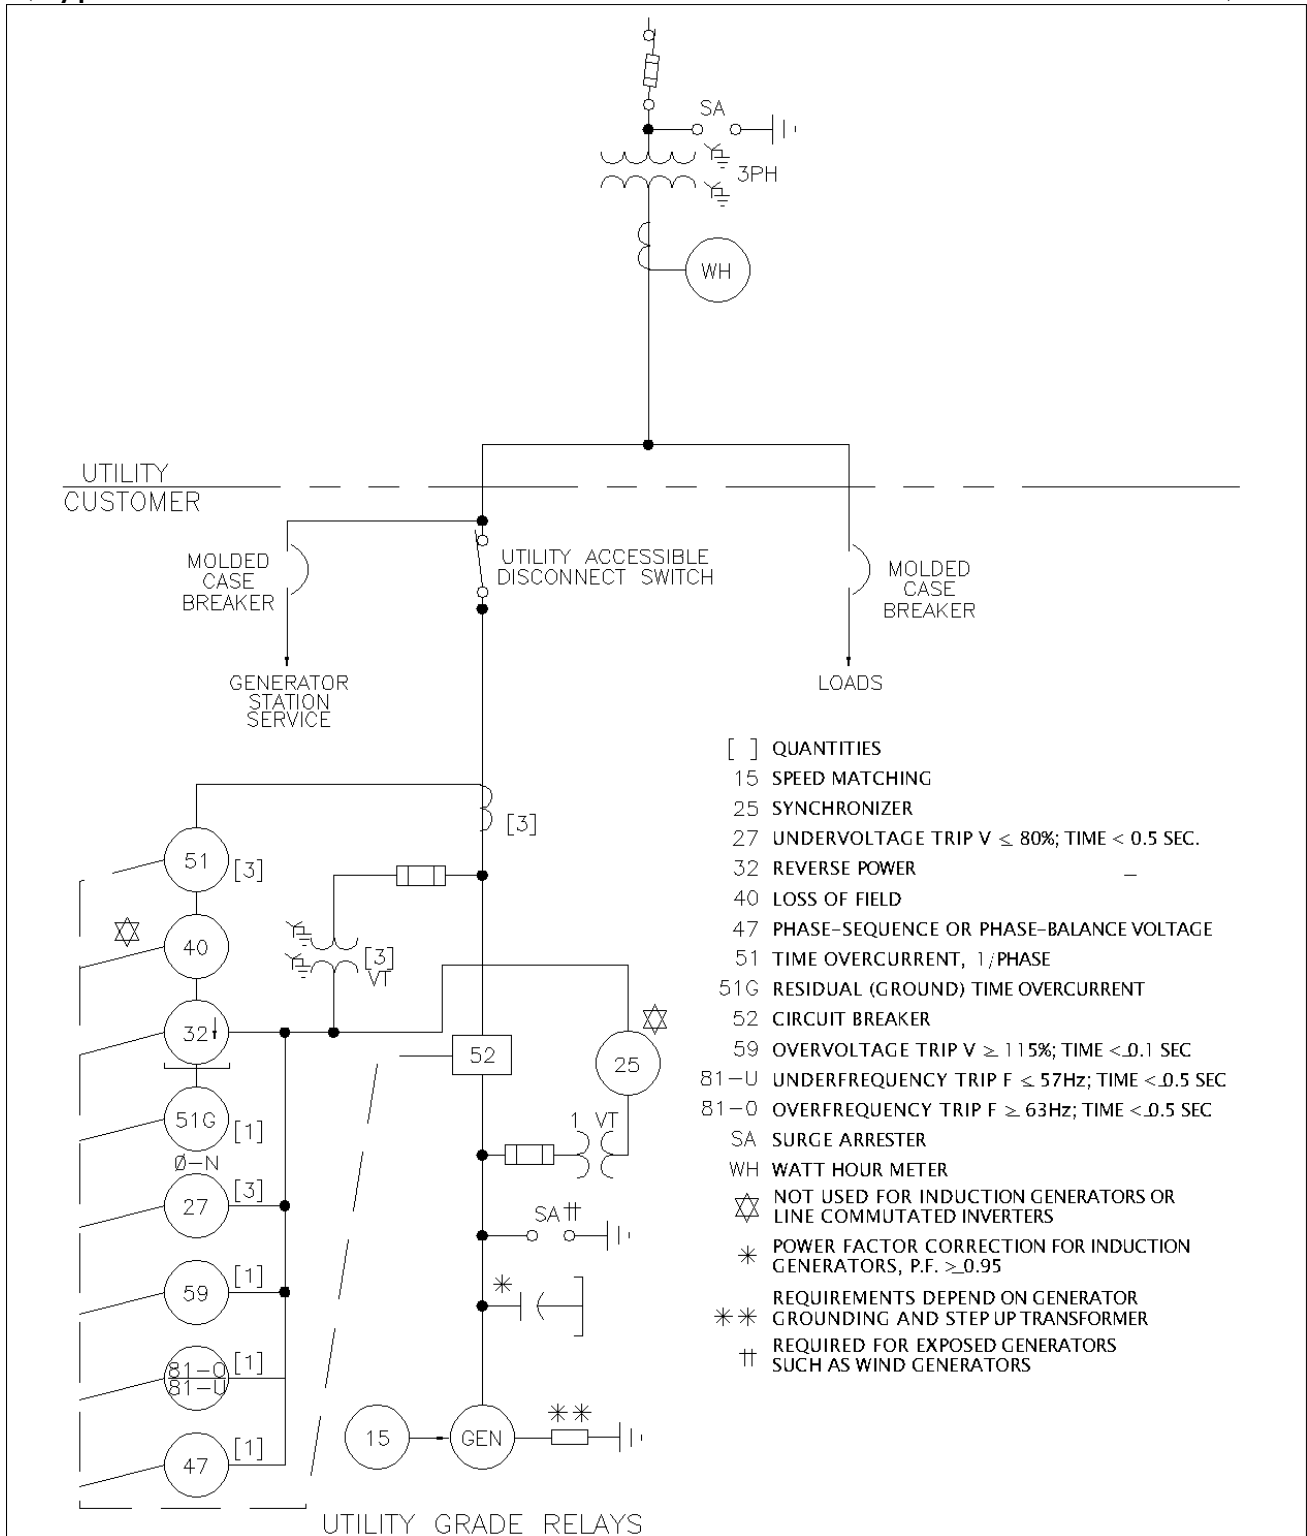 SA
3PH
WH
UTILITY
CUSTOMER
MOLDED
CASE
BREAKER
UTILITY ACCESSIBLE
DISCONNECT SWITCH
MOLDED
CASE
BREAKER
GENERATOR
STATION
SERVICE
LOADS
[ ] QUANTITIES
15 SPEED MATCHING
25 SYNCHRONIZER
27 UNDERVOLTAGE TRIP V ≤ 80%; TIME < 0.5 SEC.
32 REVERSE POWER
40 LOSS OF FIELD
47 PHASE-SEQUENCE OR PHASE-BALANCE VOLTAGE
51 TIME OVERCURRENT, 1/PHASE
51G RESIDUAL (GROUND) TIME OVERCURRENT
52 CIRCUIT BREAKER
59 OVERVOLTAGE TRIP V ≥ 115%; TIME <_0.1 SEC
81-U UNDERFREQUENCY TRIP F ≤ 57Hz; TIME <_0.5 SEC
81-0 OVERFREQUENCY TRIP F ≥ 63Hz; TIME <_0.5 SEC
SA SURGE ARRESTER
WH WATT HOUR METER
NOT USED FOR INDUCTION GENERATORS OR
LINE COMMUTATED INVERTERS
* POWER FACTOR CORRECTION FOR INDUCTION
GENERATORS, P.F. >_0.95
** REQUIREMENTS DEPEND ON GENERATOR
GROUNDING AND STEP UP TRANSFORMER
†† REQUIRED FOR EXPOSED GENERATORS
SUCH AS WIND GENERATORS
[3]
51 [3]
40
[3]
VT
32
52
25
51G [1]
1 VT
Ø-N
27 [3]
SA ††
59 [1]
*
81-O [1]
81-U
**
15
GEN
47 [1]
UTILITY GRADE RELAYS